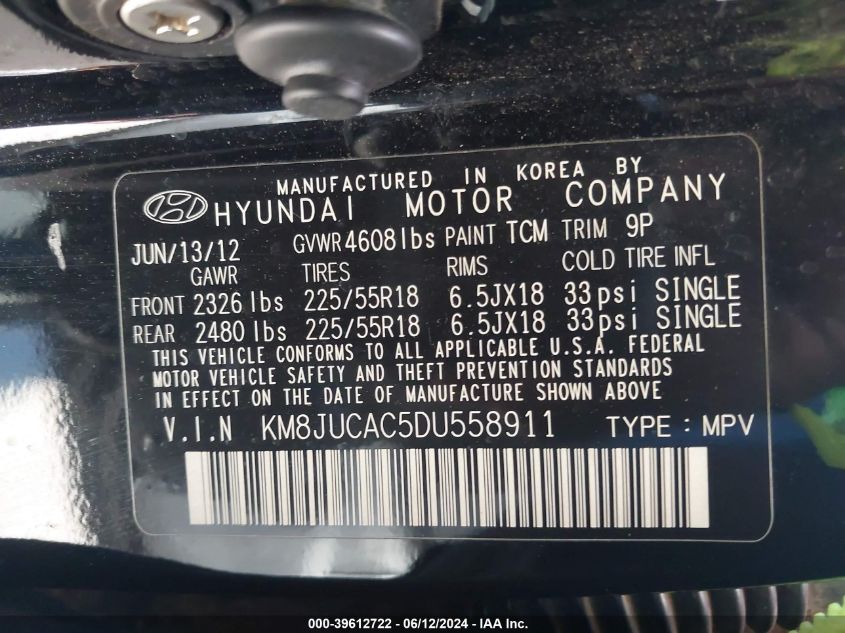 MANUFACTURED IN KOREA BY
HYUNDAI MOTOR COMPANY
JUN/13/12 GVWR 4608 lbs PAINT TCM TRIM 9P
GAWR TIRES RIMS COLD TIRE INFL
FRONT 2326 lbs 225/55R18 6.5JX18 33psi SINGLE
REAR 2480 lbs 225/55R18 6.5JX18 33psi SINGLE
THIS VEHICLE CONFORMS TO ALL APPLICABLE U.S.A. FEDERAL
MOTOR VEHICLE SAFETY AND THEFT PREVENTION STANDARDS
IN EFFECT ON THE DATE OF MANUFACTURE SHOWN ABOVE
V.I.N KM8JUCAC5DU558911 TYPE : MPV
000-39612722 - 06/12/2024 - IAA Inc.